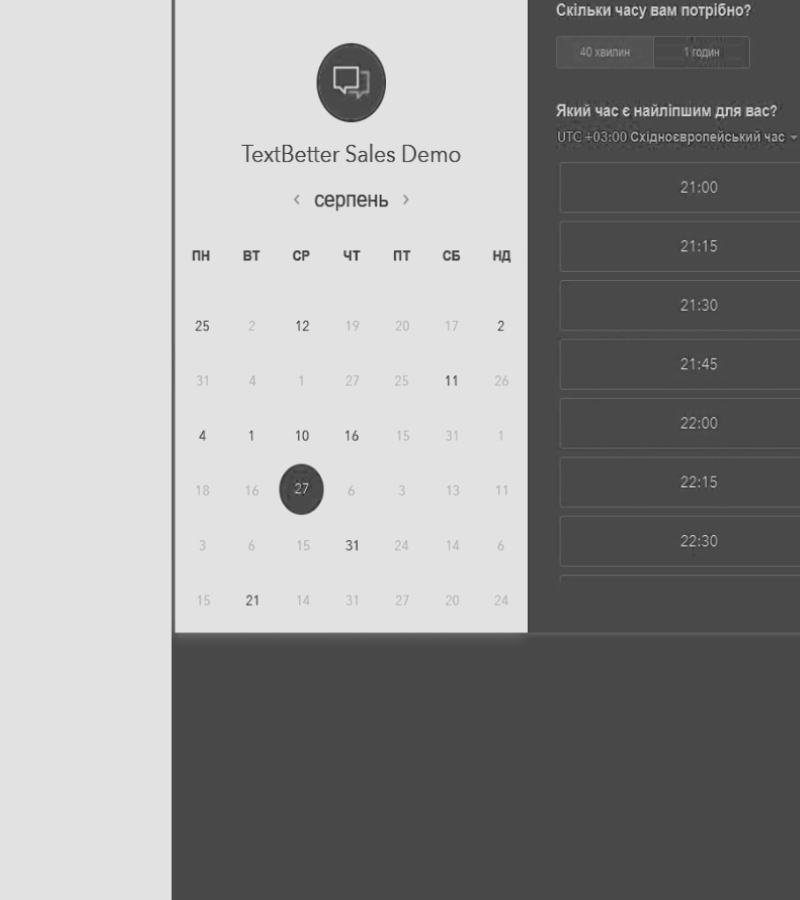 TextBetter Sales Demo
‹ серпень ›
ПН ВТ СР ЧТ ПТ СБ НД
25 2 12 19 20 17 2
31 4 1 27 25 11 26
4 1 10 16 15 31 1
18 16 27 6 3 13 11
3 6 15 31 24 14 6
15 21 14 31 27 20 24
Скільки часу вам потрібно?
40 хвилин 1 годин
Який час є найліпшим для вас?
UTC +03:00 Східноєвропейський час
21:00
21:15
21:30
21:45
22:00
22:15
22:30